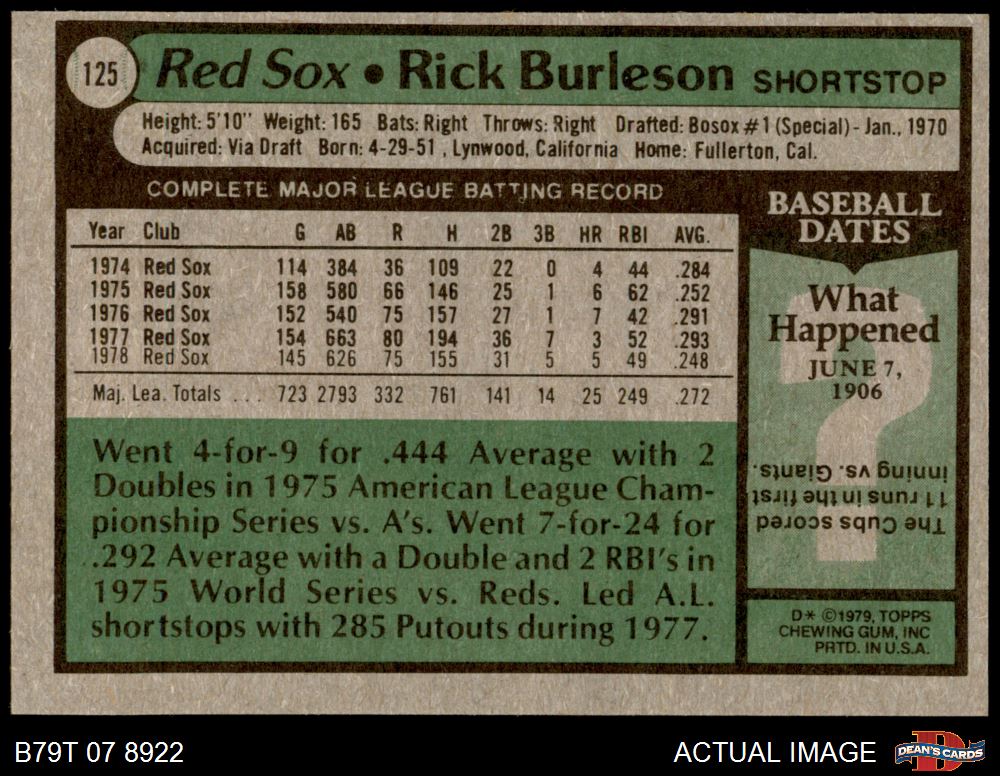 125 Red Sox • Rick Burleson SHORTSTOP
Height: 5'10" Weight: 165 Bats: Right Throws: Right Drafted: Bosox #1 (Special) - Jan., 1970
Acquired: Via Draft Born: 4-29-51 , Lynwood, California Home: Fullerton, Cal.
COMPLETE MAJOR LEAGUE BATTING RECORD
Year Club G AB R H 2B 3B HR RBI AVG.
1974 Red Sox 114 384 36 109 22 0 4 44 .284
1975 Red Sox 158 580 66 146 25 1 6 62 .252
1976 Red Sox 152 540 75 157 27 1 7 42 .291
1977 Red Sox 154 663 80 194 36 7 3 52 .293
1978 Red Sox 145 626 75 155 31 5 5 49 .248
Maj. Lea. Totals . . . 723 2793 332 761 141 14 25 249 .272
Went 4-for-9 for .444 Average with 2
Doubles in 1975 American League Cham-
pionship Series vs. A's. Went 7-for-24 for
.292 Average with a Double and 2 RBI's in
1975 World Series vs. Reds. Led A.L.
shortstops with 285 Putouts during 1977.
BASEBALL
DATES
What
Happened
JUNE 7,
1906
The Cubs scored
11 runs in the first
inning vs. Giants.
D* ©1979, TOPPS
CHEWING GUM, INC
PRTD. IN U.S.A.
B79T 07 8922
ACTUAL IMAGE
DEAN'S CARDS